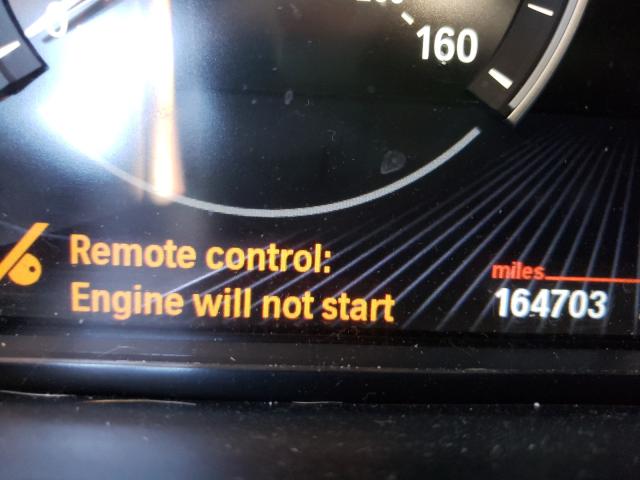 160
Remote control:
Engine will not start
miles
164703